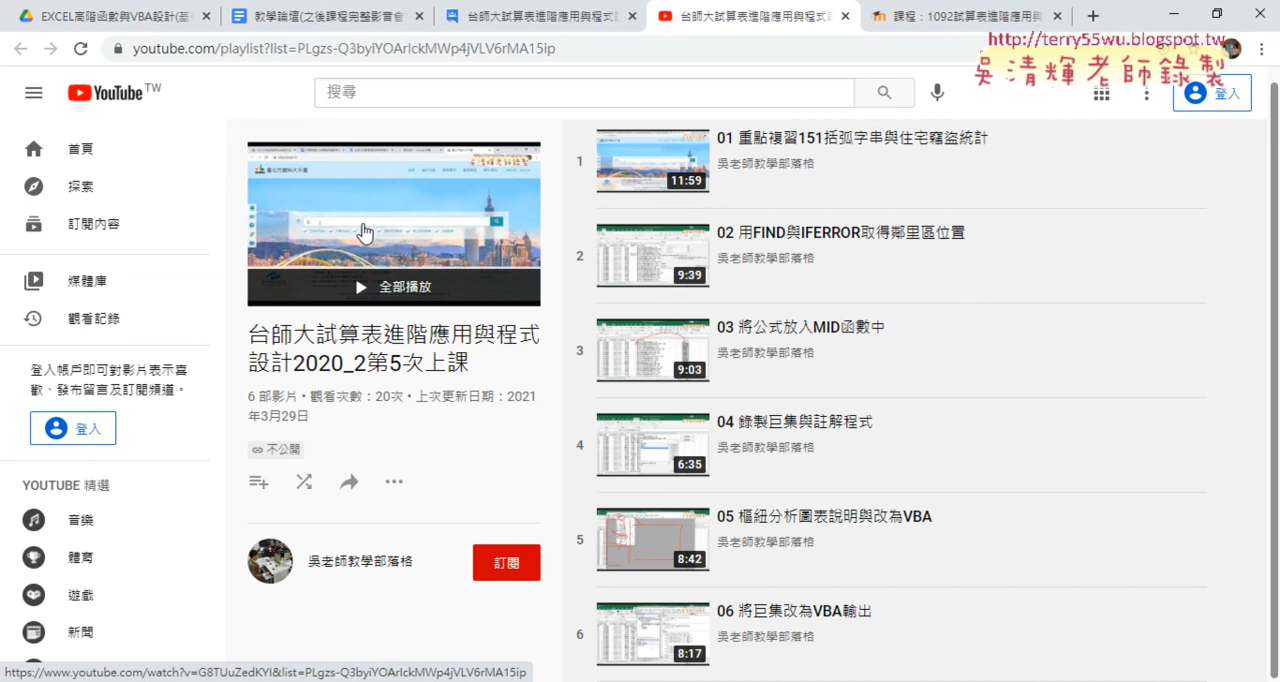 EXCEL高階函數與VBA設計(基
教學論壇(之後課程完整影音會
台師大試算表進階應用與程式設
台師大試算表進階應用與程式設
課程：1092試算表進階應用與
youtube.com/playlist?list=PLgzs-Q3byiYOArIckMWp4jVLV6rMA15ip
http://terry55wu.blogspot.tw
吳清輝老師錄製
YouTube TW
搜尋
登入
首頁
探索
訂閱內容
媒體庫
觀看記錄
登入帳戶即可對影片表示喜
歡、發布留言及訂閱頻道。
登入
YOUTUBE 精選
音樂
體育
遊戲
新聞
全部播放
台師大試算表進階應用與程式
設計2020_2第5次上課
6 部影片 • 觀看次數：20次 • 上次更新日期：2021
年3月29日
不公開
吳老師教學部落格
訂閱
1
11:59
01 重點複習151括弧字串與住宅竊盜統計
吳老師教學部落格
2
9:39
02 用FIND與IFERROR取得鄰里區位置
吳老師教學部落格
3
9:03
03 將公式放入MID函數中
吳老師教學部落格
4
6:35
04 錄製巨集與註解程式
吳老師教學部落格
5
8:42
05 樞紐分析圖表說明與改為VBA
吳老師教學部落格
6
8:17
06 將巨集改為VBA輸出
吳老師教學部落格
https://www.youtube.com/watch?v=G8TUuZedKYI&list=PLgzs-Q3byiYOArIckMWp4jVLV6rMA15ip